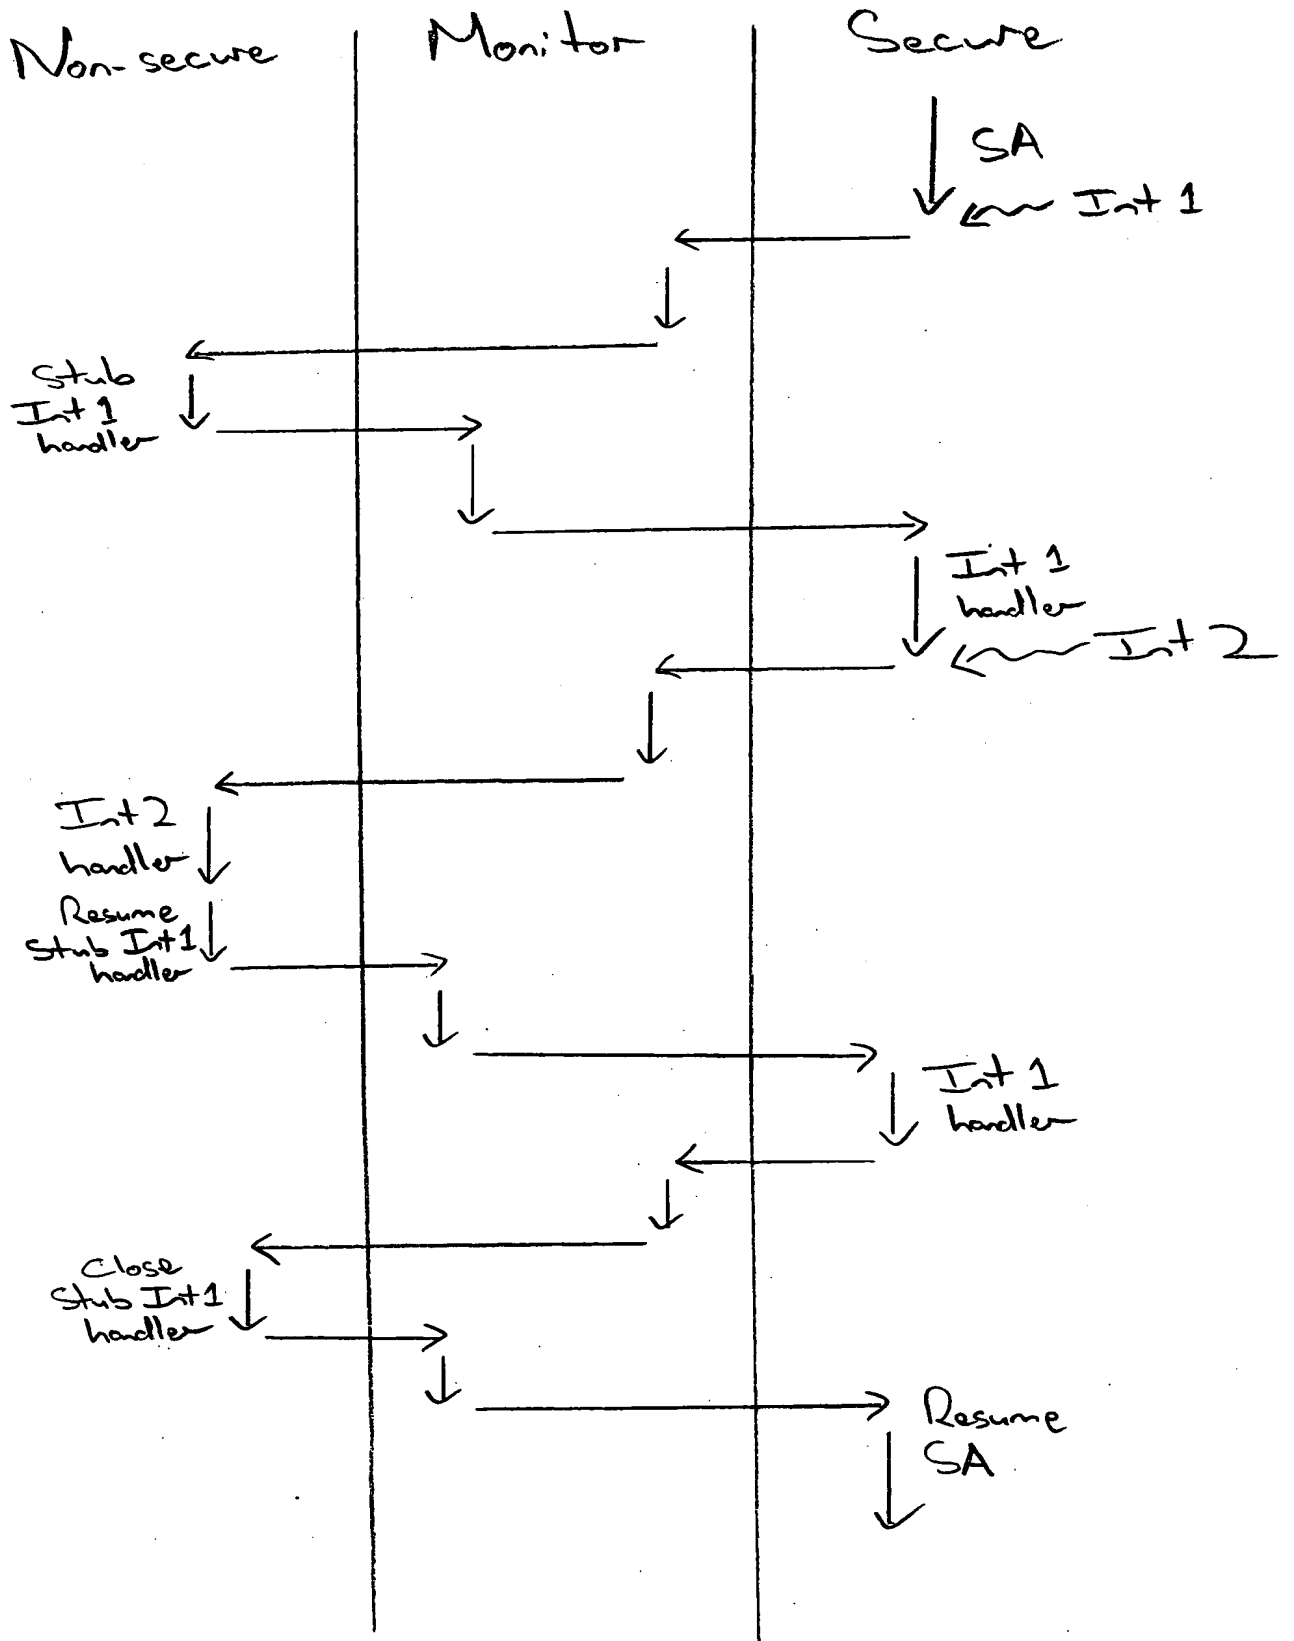 Non-secure
Monitor
Secure
SA
Int 1
Stub
Int 1
handler
Int 1
handler
Int 2
Int 2
handler
Resume
Stub Int 1
handler
Int 1
handler
Close
Stub Int 1
handler
Resume
SA